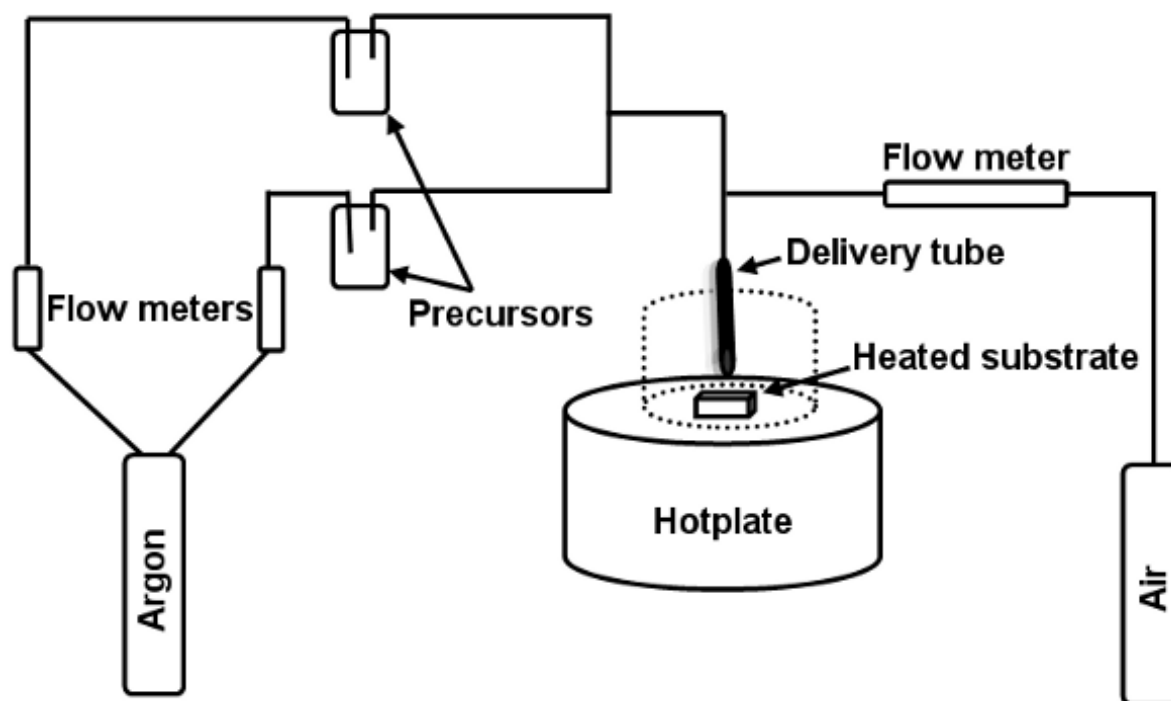 Flow meter
Delivery tube
Flow meters
Precursors
Heated substrate
Hotplate
Argon
Air